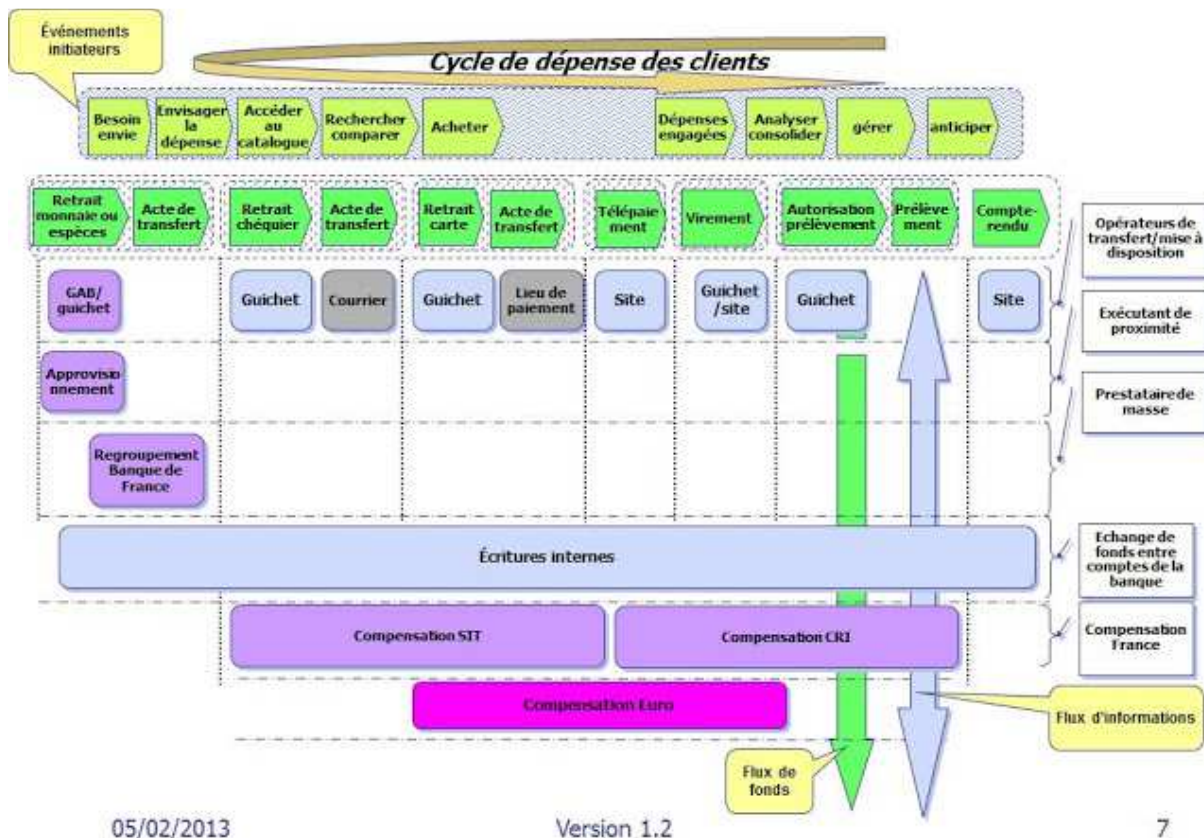 Événements
initiateurs
Cycle de dépense des clients
Besoin
envie
Envisager
la
dépense
Accéder
au
catalogue
Rechercher
comparer
Acheter
Dépenses
engagées
Analyser
consolider
gérer
anticiper
Retrait
monnaie ou
espèces
Acte de
transfert
Retrait
chéquier
Acte de
transfert
Retrait
carte
Acte de
transfert
Télépaie
ment
Virement
Autorisation
prélèvement
Prélève
ment
Compte-
rendu
Opérateurs de
transfert/mise à
disposition
GAB/
guichet
Guichet
Courrier
Guichet
Lieu de
paiement
Site
Guichet
/site
Guichet
Site
Exécutant de
proximité
Approvisio
nnement
Prestataire de
masse
Regroupement
Banque de
France
Écritures internes
Echange de
fonds entre
comptes de la
banque
Compensation SIT
Compensation CRI
Compensation
France
Compensation Euro
Flux d'informations
Flux de
fonds
05/02/2013
Version 1.2
7